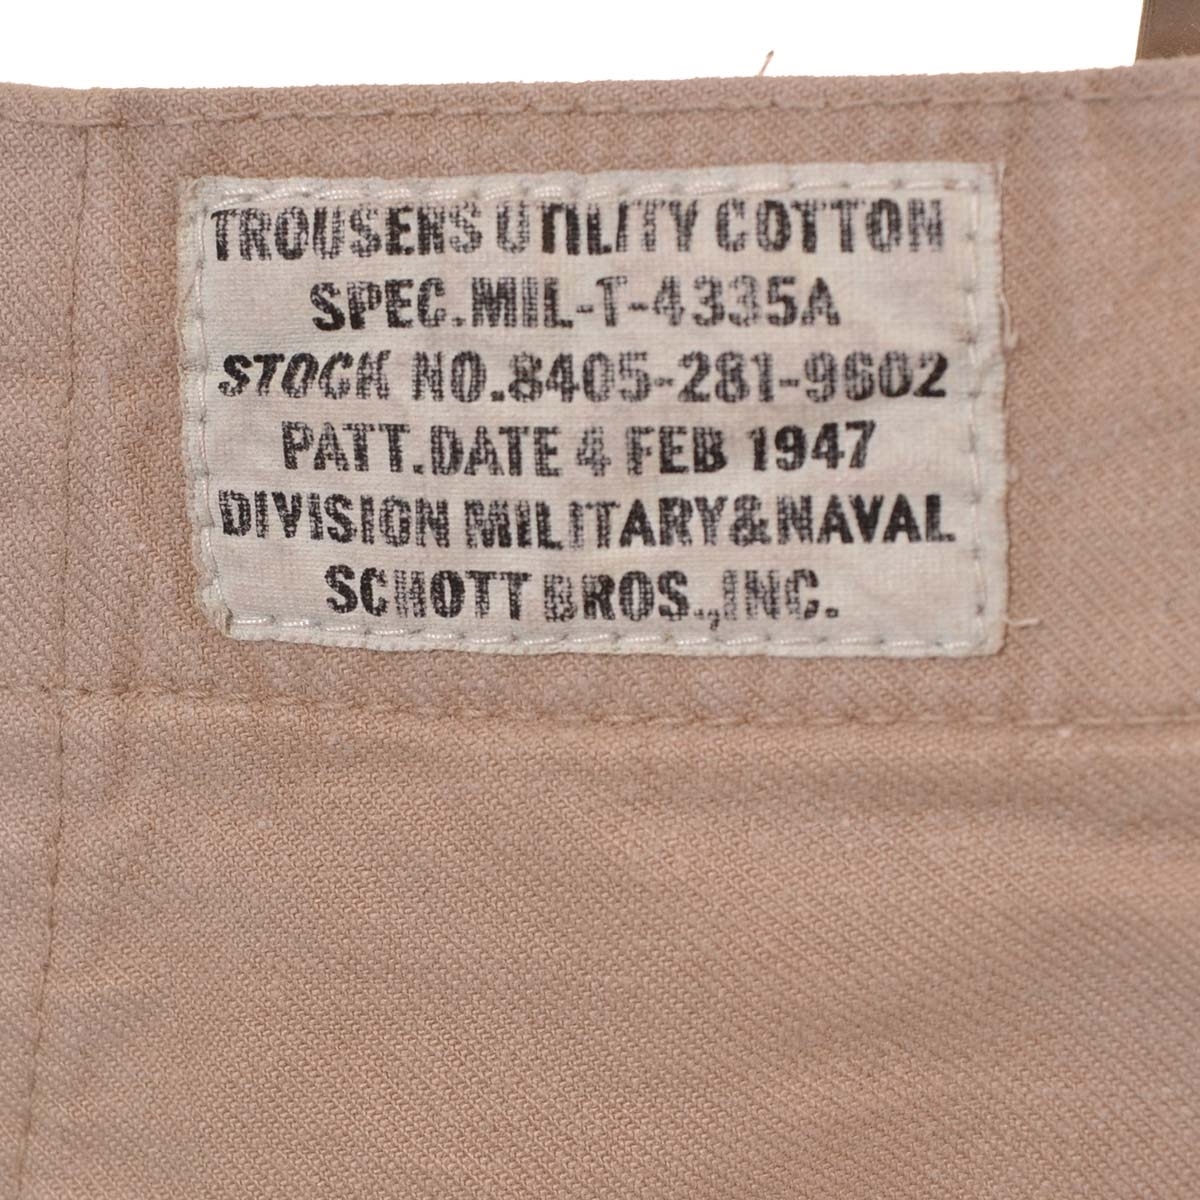 TROUSERS UTILITY COTTON
SPEC.MIL-T-4335A
STOCK NO.8405-281-9602
PATT.DATE 4 FEB 1947
DIVISION MILITARY&NAVAL
SCHOTT BROS.,INC.